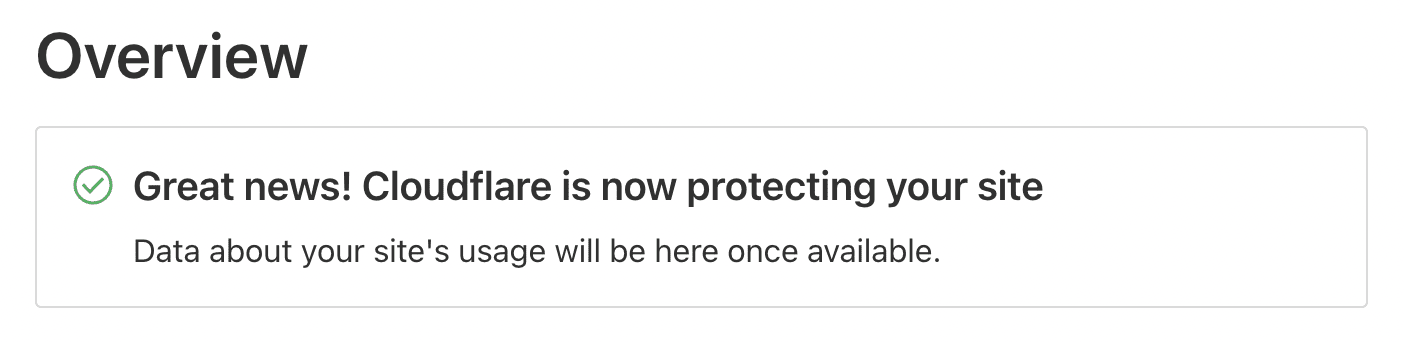 Overview
Great news! Cloudflare is now protecting your site
Data about your site's usage will be here once available.